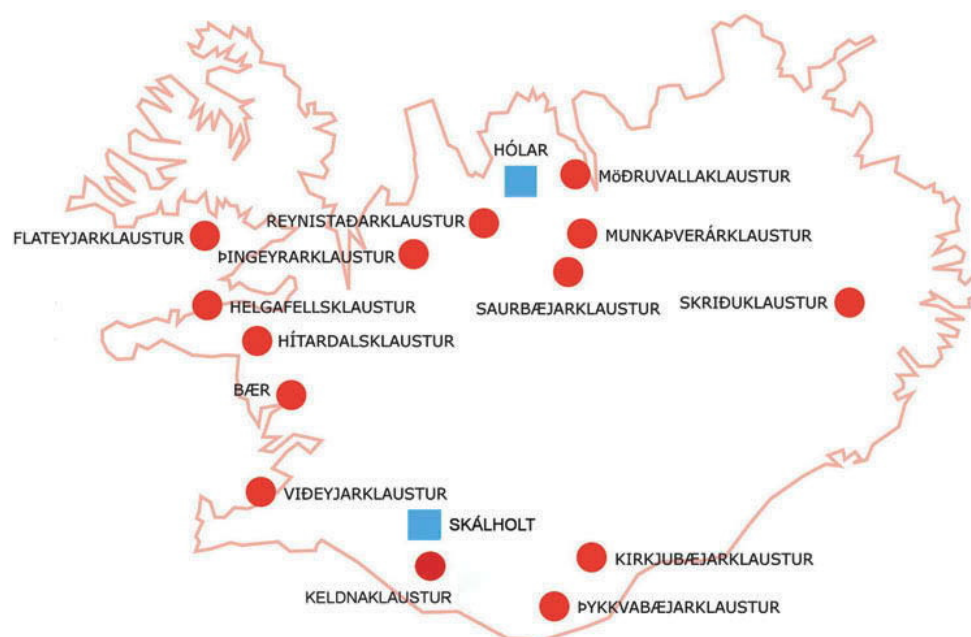 HÓLAR
MöÐRUVALLAKLAUSTUR
REYNISTAÐARKLAUSTUR
FLATEYJARKLAUSTUR
MUNKAÞVERÁRKLAUSTUR
ÞINGEYRARKLAUSTUR
HELGAFELLSKLAUSTUR
SAURBÆJARKLAUSTUR
SKRIÐUKLAUSTUR
HÍTARDALSKLAUSTUR
BÆR
VIÐEYJARKLAUSTUR
SKÁLHOLT
KIRKJUBÆJARKLAUSTUR
KELDNAKLAUSTUR
ÞYKKVABÆJARKLAUSTUR